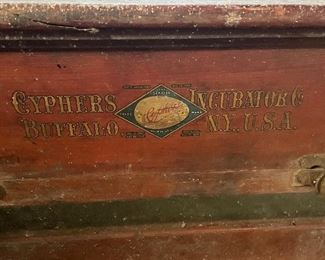 CYPHERS INCUBATOR Co
BUFFALO. N.Y. U.S.A.
Cyphers